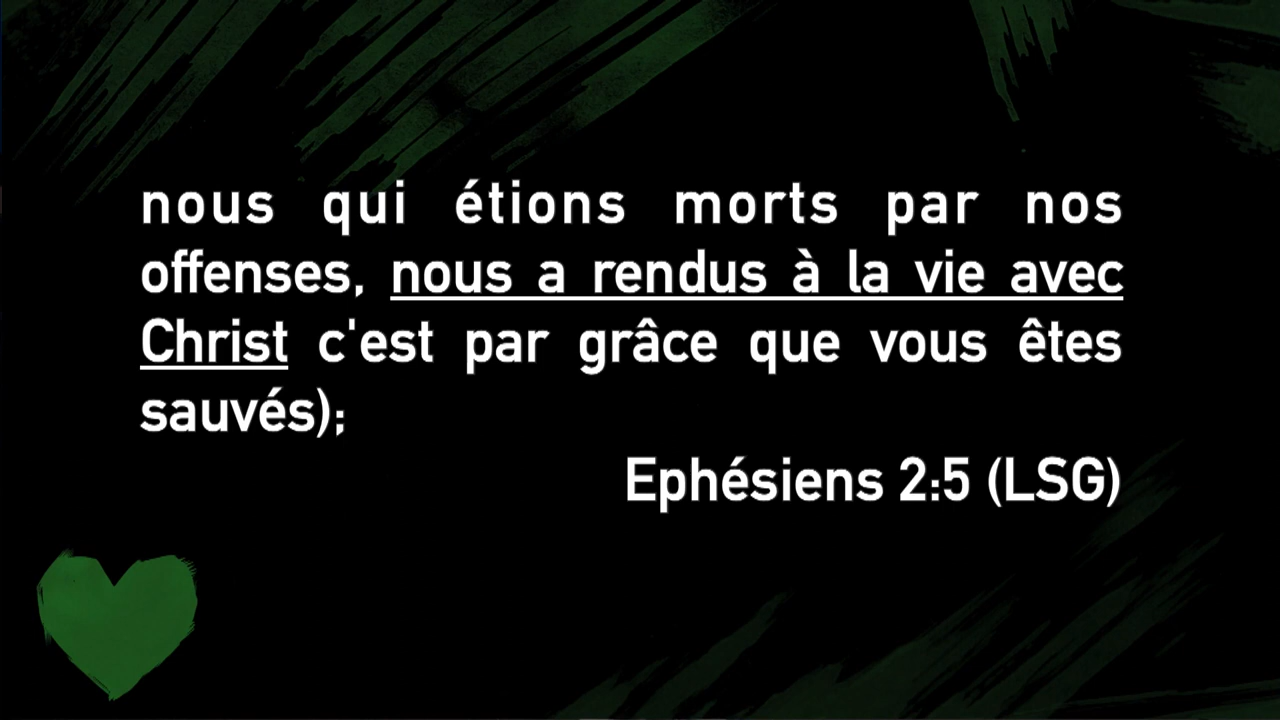 nous qui étions morts par nos
offenses, nous a rendus à la vie avec
Christ c'est par grâce que vous êtes
sauvés);
Ephésiens 2:5 (LSG)